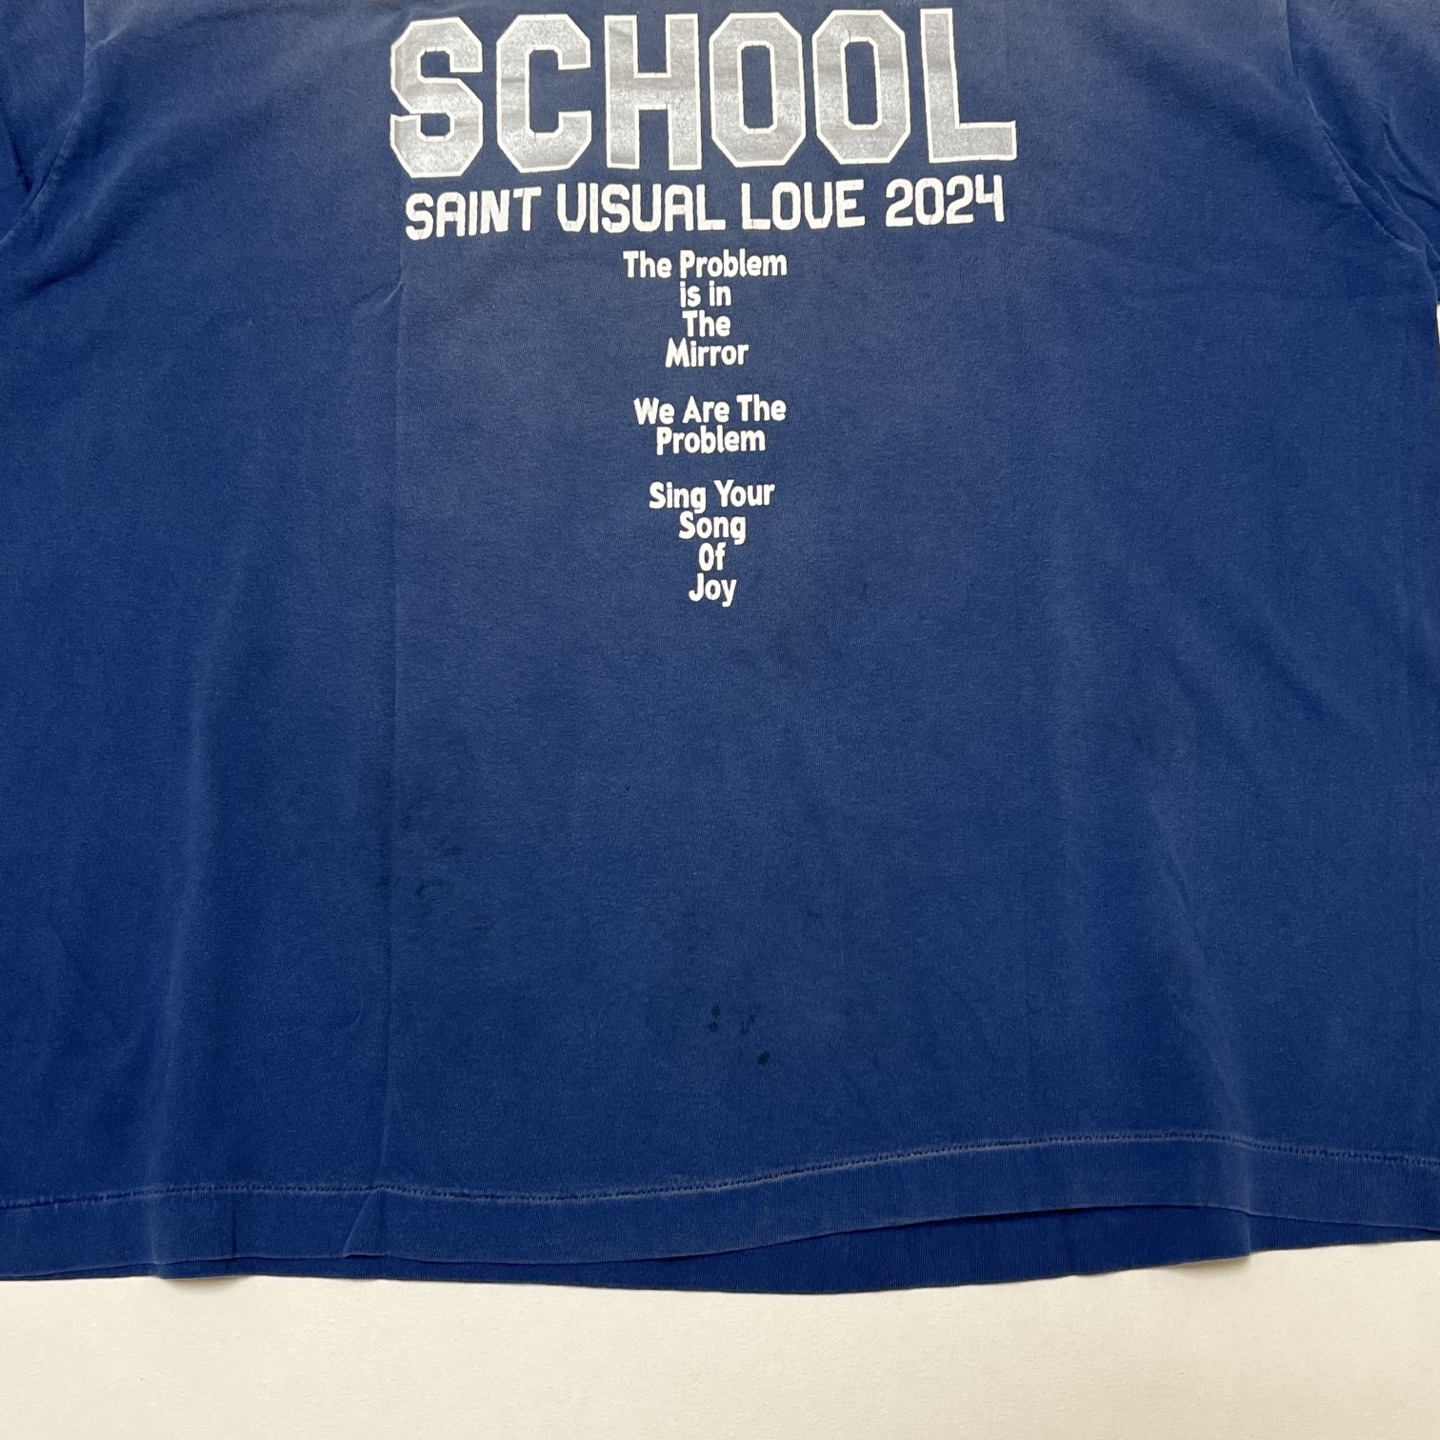 SCHOOL
SAINT VISUAL LOVE 2024
The Problem
is in
The
Mirror
We Are The
Problem
Sing Your
Song
Of
Joy